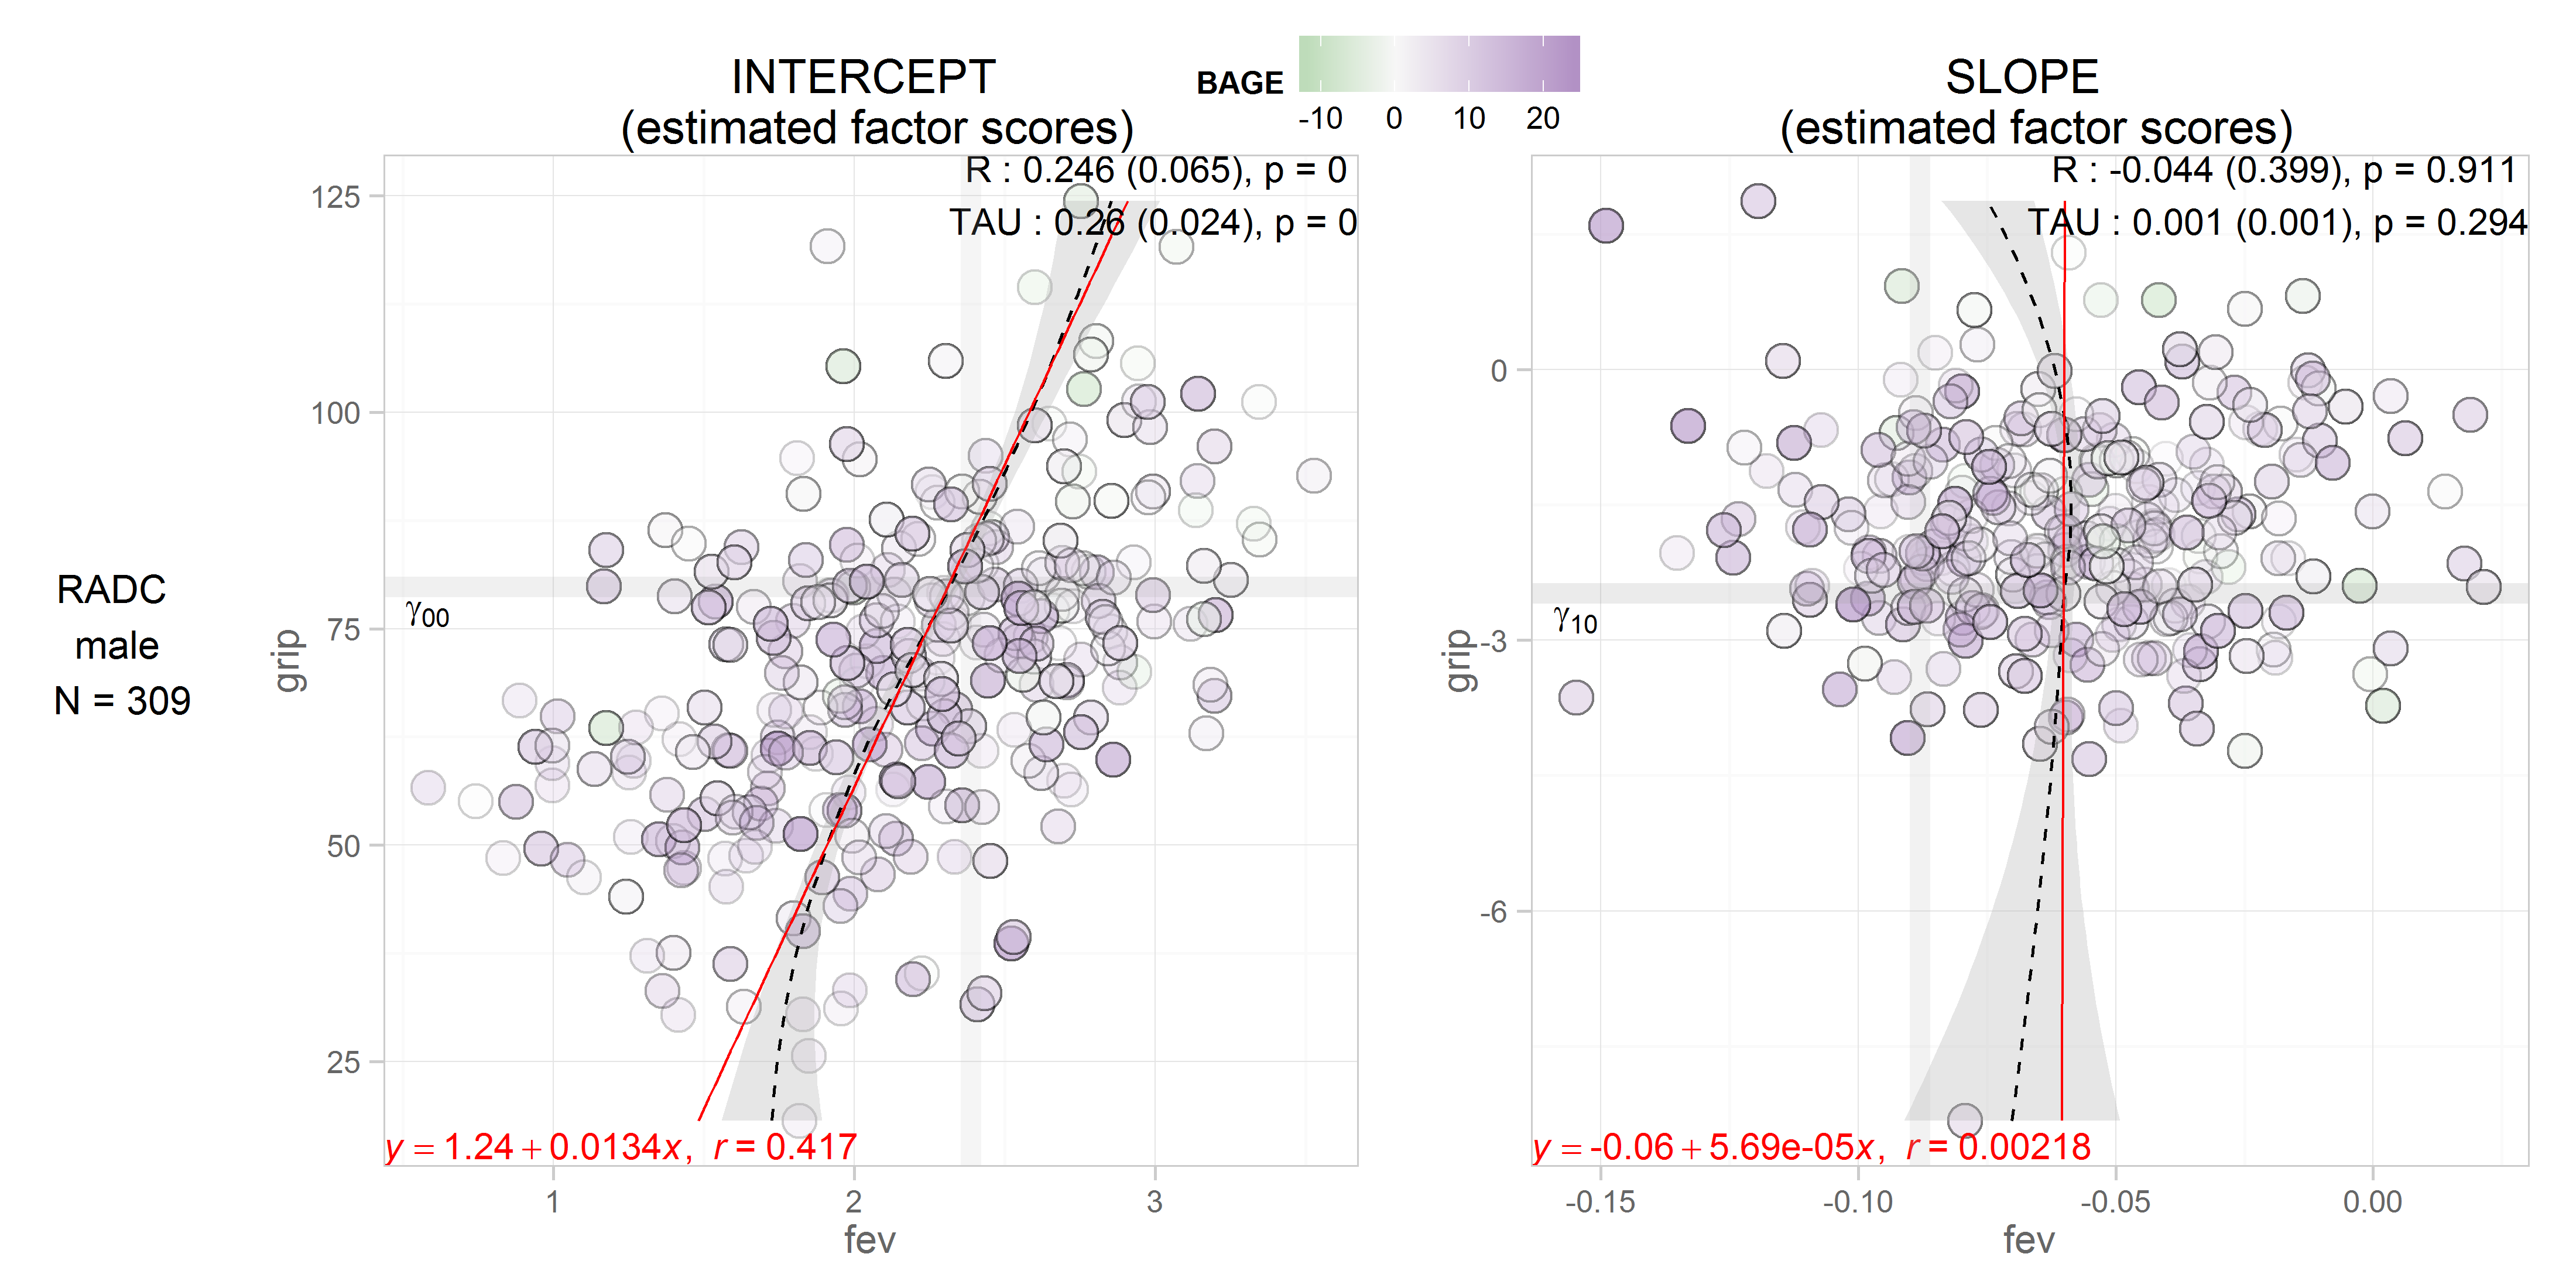 BAGE
-10 0 10 20
INTERCEPT
(estimated factor scores)
SLOPE
(estimated factor scores)
RADC
male
N = 309
R : 0.246 (0.065), p = 0
TAU : 0.26 (0.024), p = 0
125
100
75
50
25
grip
γ00
y = 1.24 + 0.0134x, r = 0.417
1 2 3
fev
R : -0.044 (0.399), p = 0.911
TAU : 0.001 (0.001), p = 0.294
0
-3
-6
grip
γ10
y = -0.06 + 5.69e-05x, r = 0.00218
-0.15 -0.10 -0.05 0.00
fev